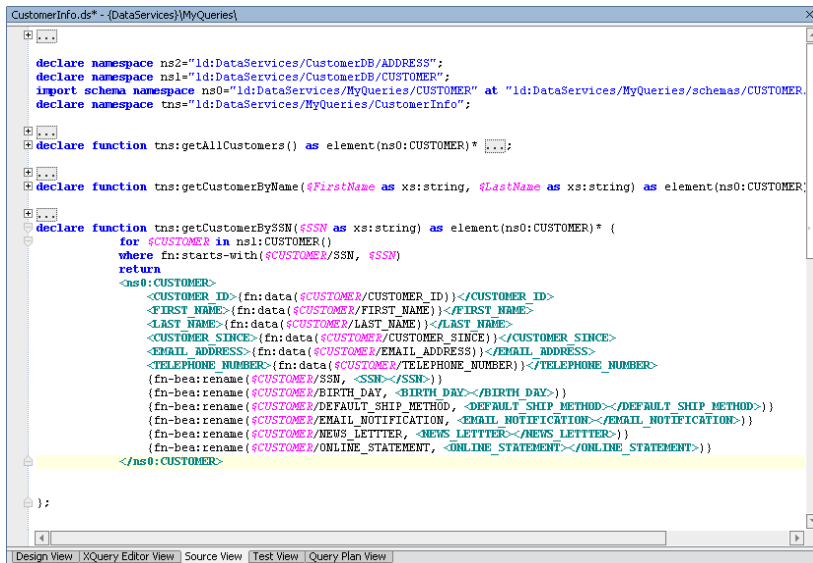 CustomerInfo.ds* - {DataServices}\MyQueries\
...
declare namespace ns2="ld:DataServices/CustomerDB/ADDRESS";
declare namespace ns1="ld:DataServices/CustomerDB/CUSTOMER";
import schema namespace ns0="ld:DataServices/MyQueries/CUSTOMER" at "ld:DataServices/MyQueries/schemas/CUSTOMER.
declare namespace tns="ld:DataServices/MyQueries/CustomerInfo";
...
declare function tns:getAllCustomers() as element(ns0:CUSTOMER)* ...;
...
declare function tns:getCustomerByName($FirstName as xs:string, $LastName as xs:string) as element(ns0:CUSTOMER)
...
declare function tns:getCustomerBySSN($SSN as xs:string) as element(ns0:CUSTOMER)* {
for $CUSTOMER in ns1:CUSTOMER()
where fn:starts-with($CUSTOMER/SSN, $SSN)
return
<ns0:CUSTOMER>
<CUSTOMER_ID>{fn:data($CUSTOMER/CUSTOMER_ID)}</CUSTOMER_ID>
<FIRST_NAME>{fn:data($CUSTOMER/FIRST_NAME)}</FIRST_NAME>
<LAST_NAME>{fn:data($CUSTOMER/LAST_NAME)}</LAST_NAME>
<CUSTOMER_SINCE>{fn:data($CUSTOMER/CUSTOMER_SINCE)}</CUSTOMER_SINCE>
<EMAIL_ADDRESS>{fn:data($CUSTOMER/EMAIL_ADDRESS)}</EMAIL_ADDRESS>
<TELEPHONE_NUMBER>{fn:data($CUSTOMER/TELEPHONE_NUMBER)}</TELEPHONE_NUMBER>
{fn-bea:rename($CUSTOMER/SSN, <SSN></SSN>)}
{fn-bea:rename($CUSTOMER/BIRTH_DAY, <BIRTH_DAY></BIRTH_DAY>)}
{fn-bea:rename($CUSTOMER/DEFAULT_SHIP_METHOD, <DEFAULT_SHIP_METHOD></DEFAULT_SHIP_METHOD>)}
{fn-bea:rename($CUSTOMER/EMAIL_NOTIFICATION, <EMAIL_NOTIFICATION></EMAIL_NOTIFICATION>)}
{fn-bea:rename($CUSTOMER/NEWS_LETTTER, <NEWS_LETTTER></NEWS_LETTTER>)}
{fn-bea:rename($CUSTOMER/ONLINE_STATEMENT, <ONLINE_STATEMENT></ONLINE_STATEMENT>)}
</ns0:CUSTOMER>
};
Design View XQuery Editor View Source View Test View Query Plan View